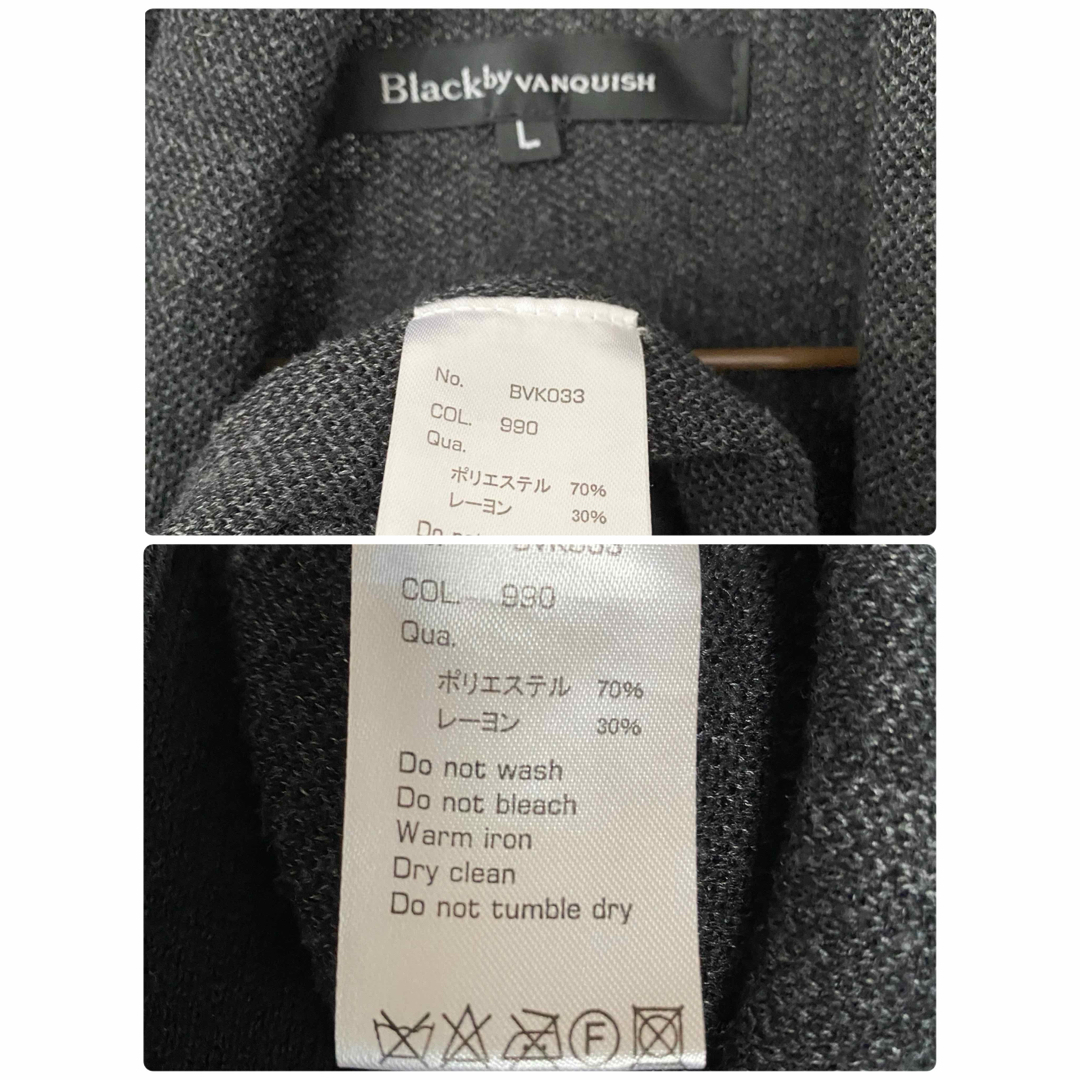 Black by VANQUISH
L
No. BVK033
COL. 990
Qua.
ポリエステル 70%
レーヨン 30%
Do
BVK033
COL. 990
Qua.
ポリエステル 70%
レーヨン 30%
Do not wash
Do not bleach
Warm iron
Dry clean
Do not tumble dry
F